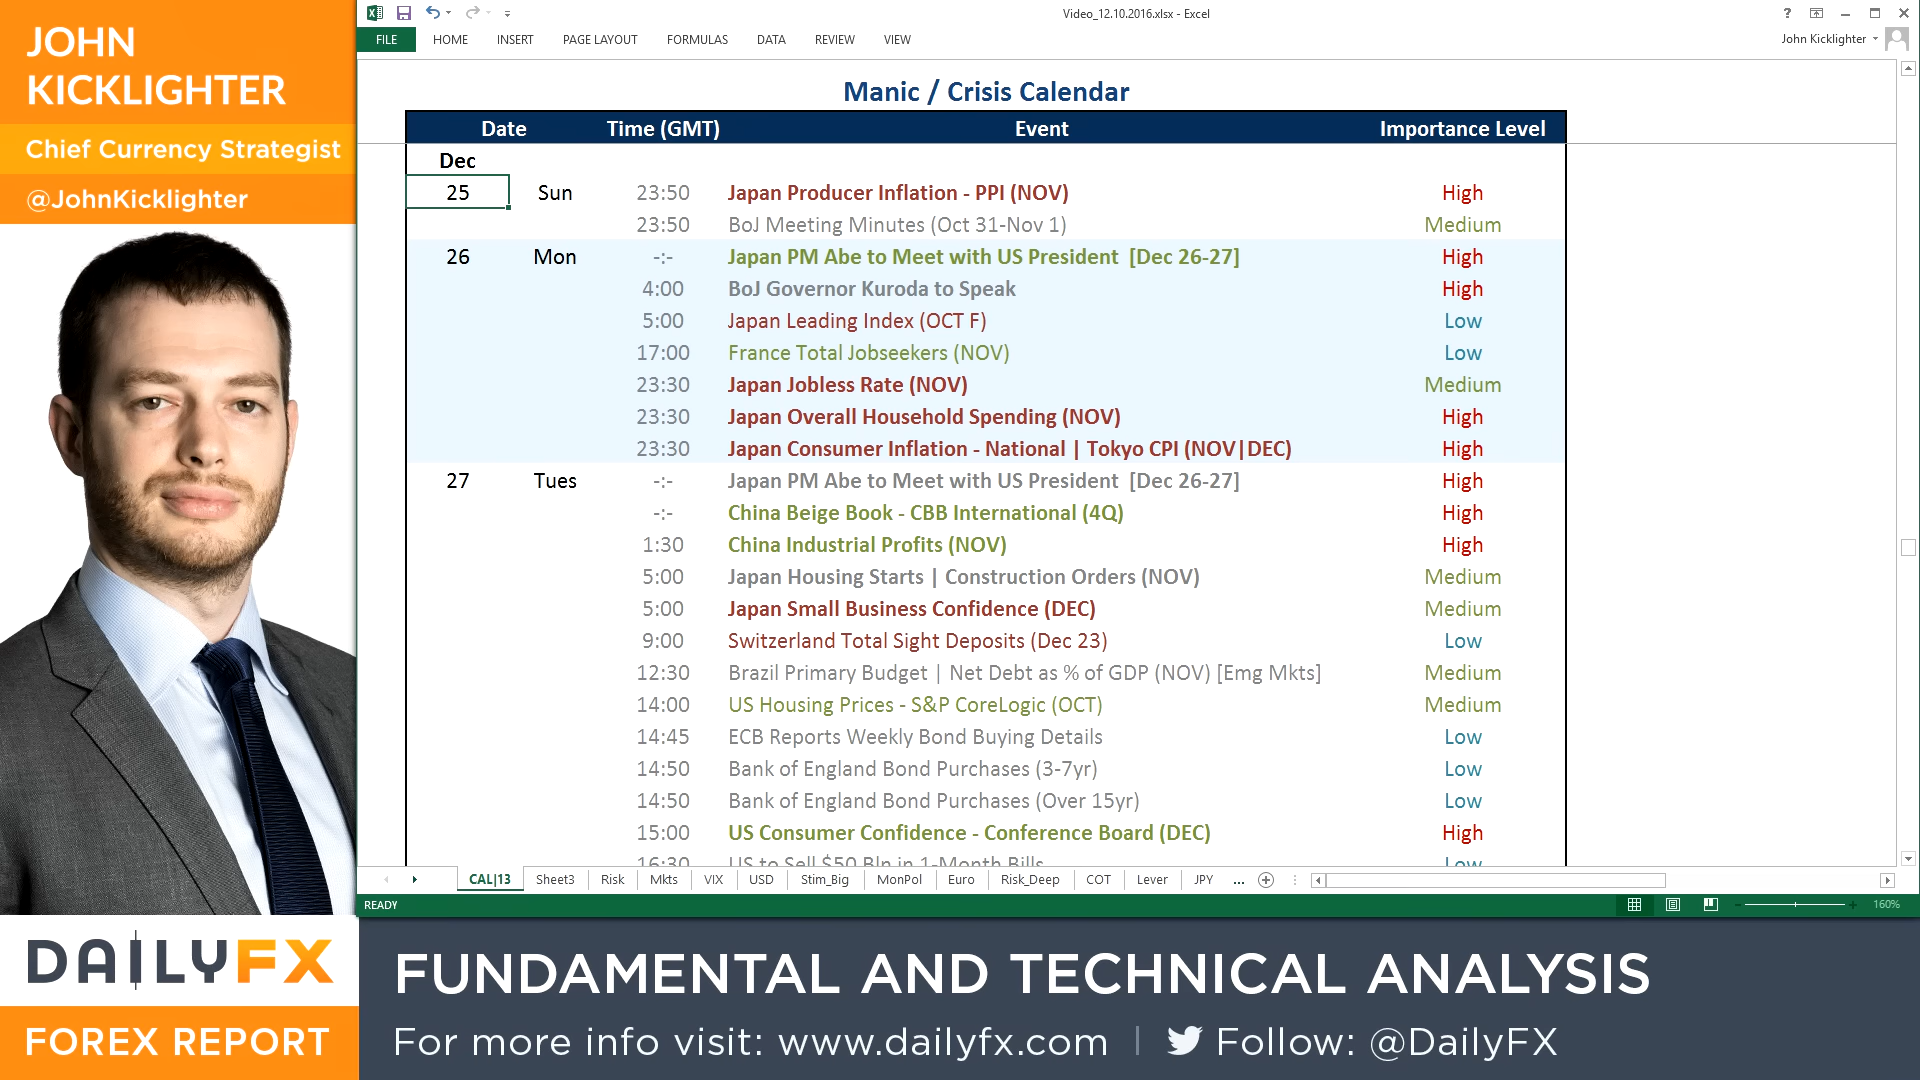 JOHN
KICKLIGHTER
Chief Currency Strategist
@JohnKicklighter
DAILYFX
FOREX REPORT
Video_12.10.2016.xlsx - Excel
FILE HOME INSERT PAGE LAYOUT FORMULAS DATA REVIEW VIEW
John Kicklighter
Manic / Crisis Calendar
Date Time (GMT) Event Importance Level
Dec
25 Sun 23:50 Japan Producer Inflation - PPI (NOV) High
23:50 BoJ Meeting Minutes (Oct 31-Nov 1) Medium
26 Mon -:- Japan PM Abe to Meet with US President [Dec 26-27] High
4:00 BoJ Governor Kuroda to Speak High
5:00 Japan Leading Index (OCT F) Low
17:00 France Total Jobseekers (NOV) Low
23:30 Japan Jobless Rate (NOV) Medium
23:30 Japan Overall Household Spending (NOV) High
23:30 Japan Consumer Inflation - National | Tokyo CPI (NOV|DEC) High
27 Tues -:- Japan PM Abe to Meet with US President [Dec 26-27] High
-:- China Beige Book - CBB International (4Q) High
1:30 China Industrial Profits (NOV) High
5:00 Japan Housing Starts | Construction Orders (NOV) Medium
5:00 Japan Small Business Confidence (DEC) Medium
9:00 Switzerland Total Sight Deposits (Dec 23) Low
12:30 Brazil Primary Budget | Net Debt as % of GDP (NOV) [Emg Mkts] Medium
14:00 US Housing Prices - S&P CoreLogic (OCT) Medium
14:45 ECB Reports Weekly Bond Buying Details Low
14:50 Bank of England Bond Purchases (3-7yr) Low
14:50 Bank of England Bond Purchases (Over 15yr) Low
15:00 US Consumer Confidence - Conference Board (DEC) High
16:30 US to Sell $50 Bln in 1-Month Bills Low
CAL|13 Sheet3 Risk Mkts VIX USD Stim_Big MonPol Euro Risk_Deep COT Lever JPY ...
READY 160%
FUNDAMENTAL AND TECHNICAL ANALYSIS
For more info visit: www.dailyfx.com | Follow: @DailyFX